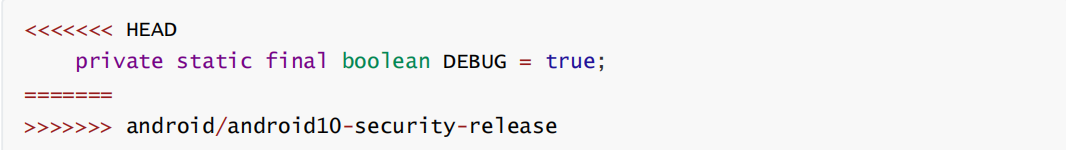 <<<<<<< HEAD
    private static final boolean DEBUG = true;
=======
>>>>>>> android/android10-security-release